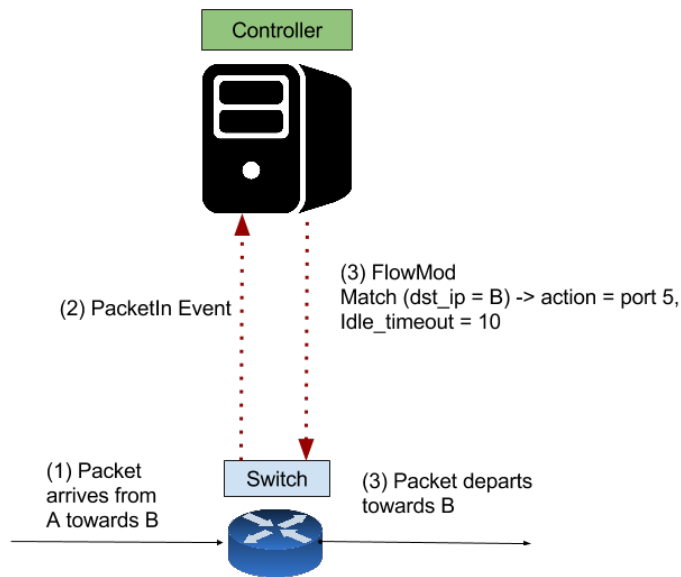 Controller
(3) FlowMod
Match (dst_ip = B) -> action = port 5,
Idle_timeout = 10
(2) PacketIn Event
(1) Packet
arrives from
A towards B
Switch
(3) Packet departs
towards B